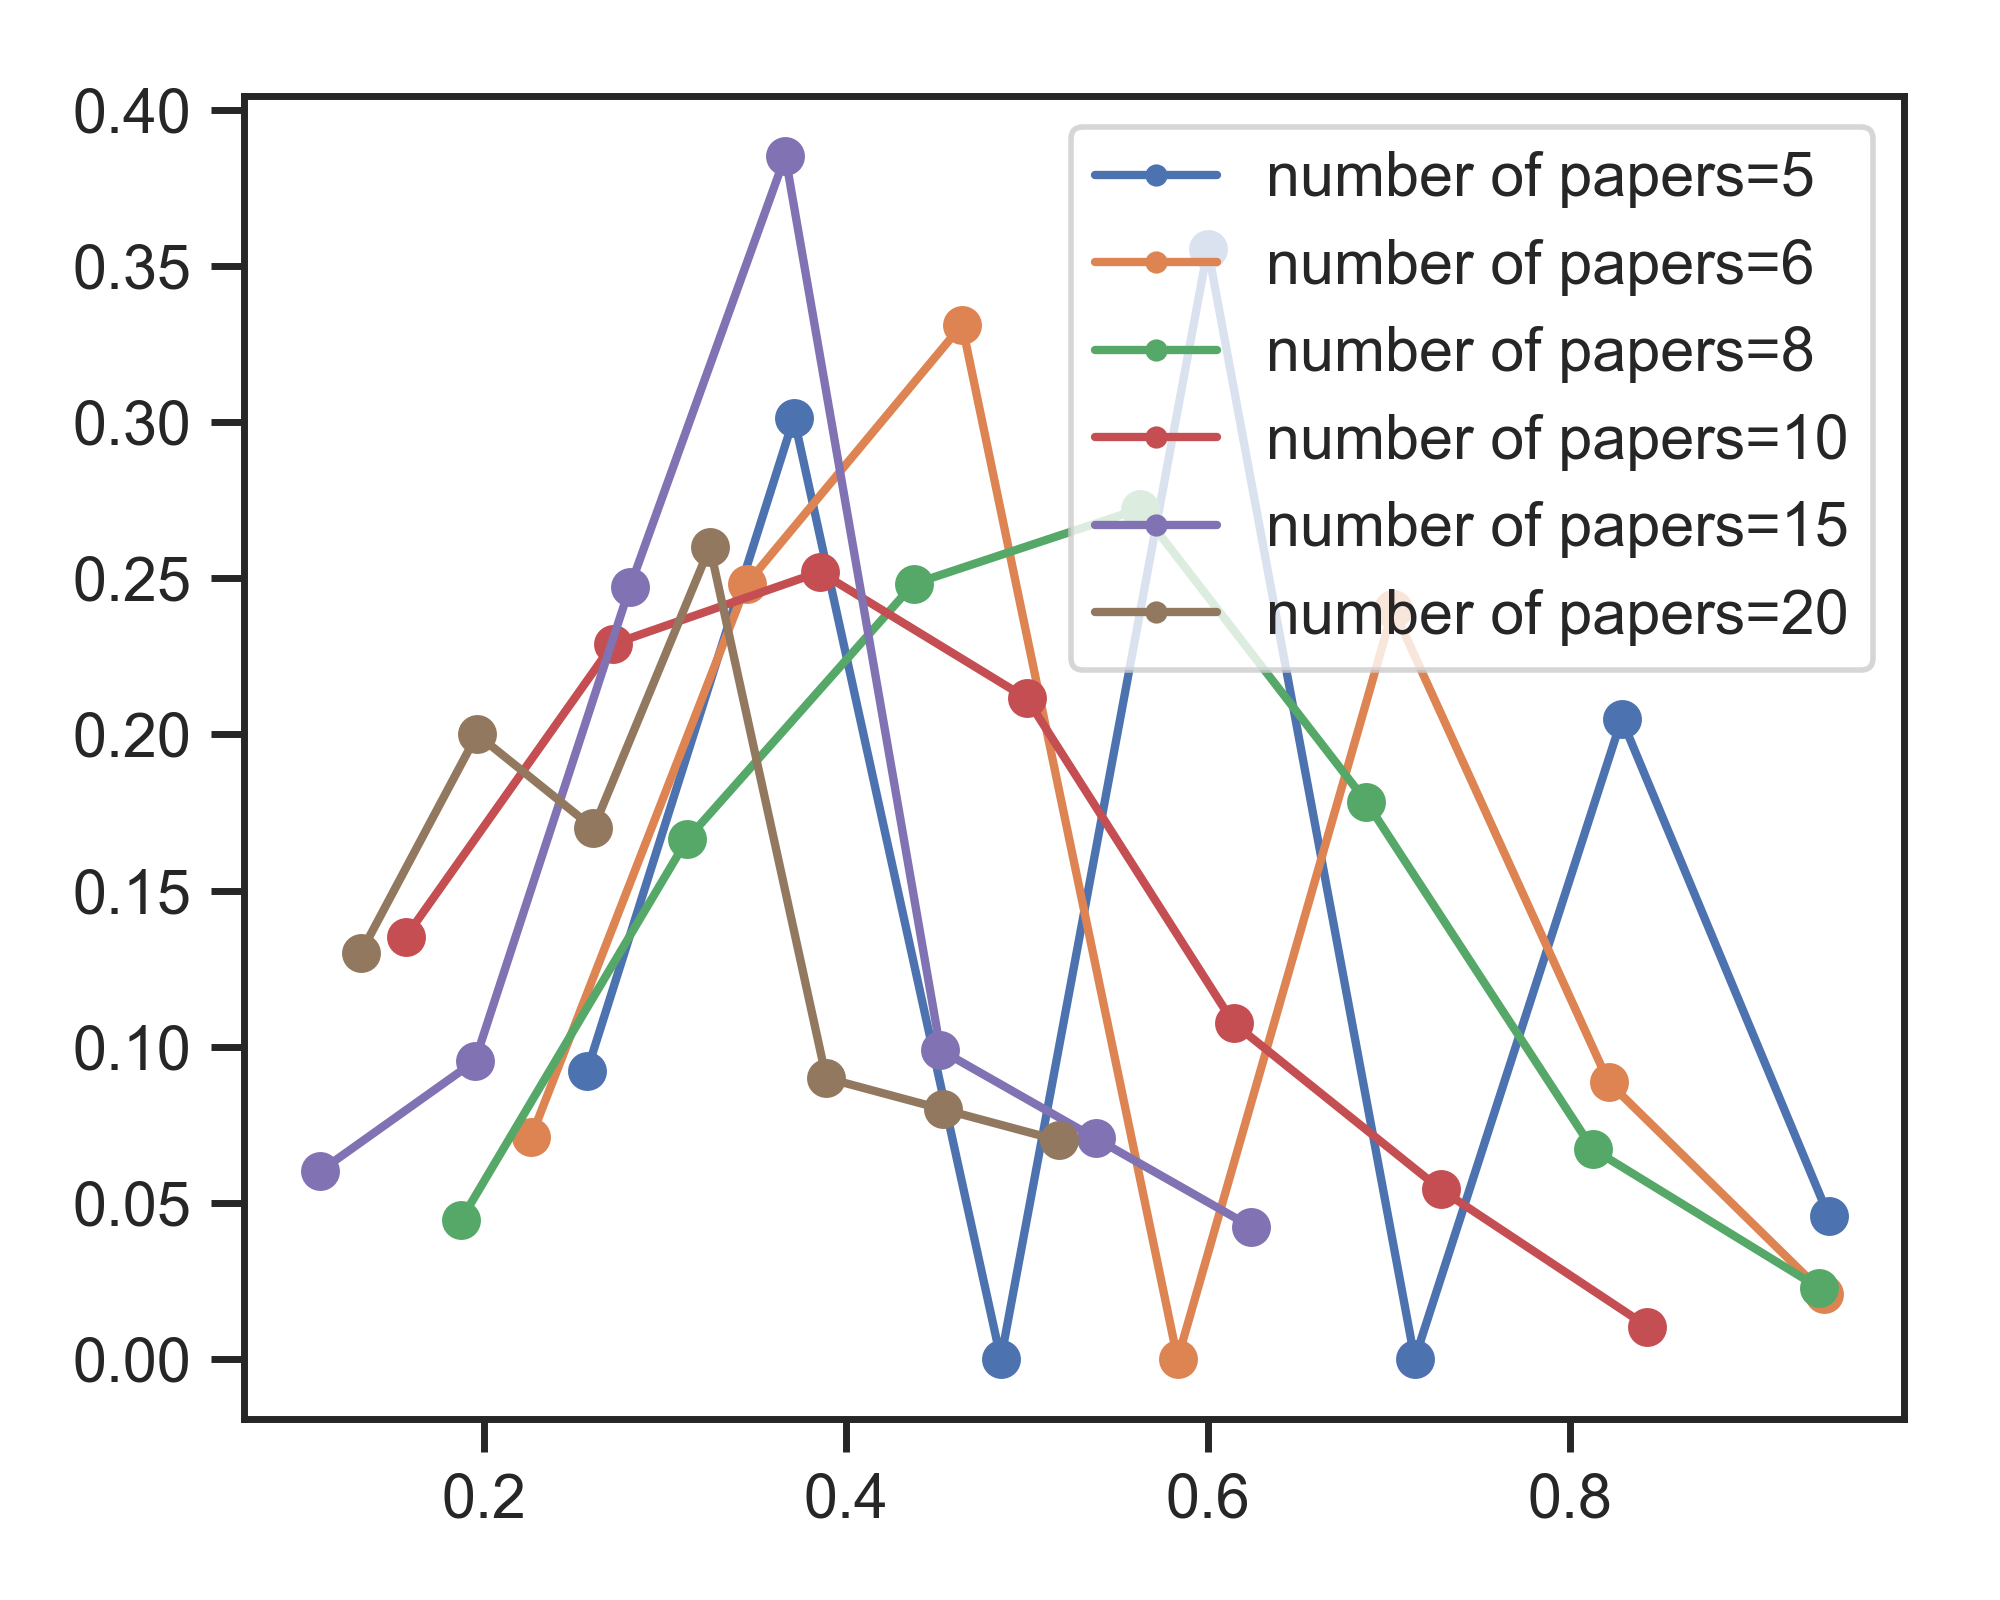 0.40
0.35
0.30
0.25
0.20
0.15
0.10
0.05
0.00
0.2
0.4
0.6
0.8
number of papers=5
number of papers=6
number of papers=8
number of papers=10
number of papers=15
number of papers=20